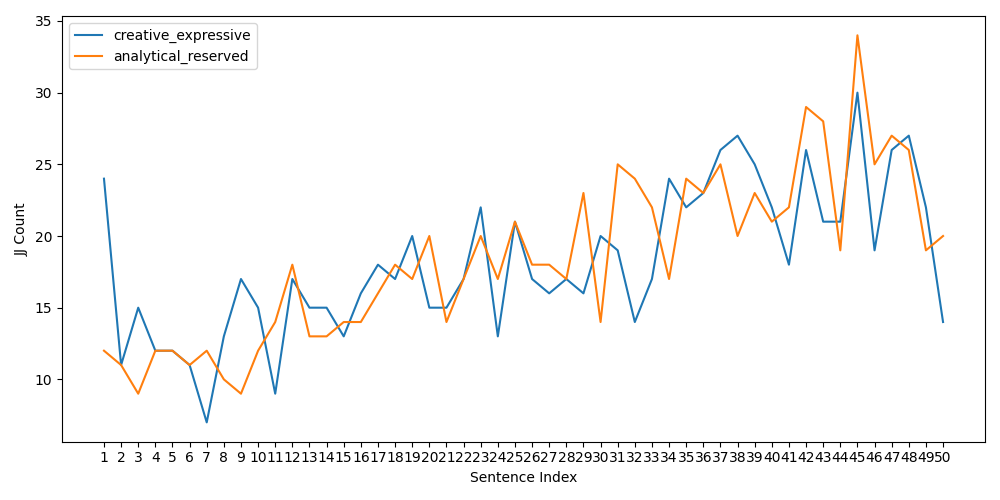 creative_expressive
analytical_reserved
35
30
25
20
15
10
JJ Count
1 2 3 4 5 6 7 8 9 10 11 12 13 14 15 16 17 18 19 20 21 22 23 24 25 26 27 28 29 30 31 32 33 34 35 36 37 38 39 40 41 42 43 44 45 46 47 48 49 50
Sentence Index